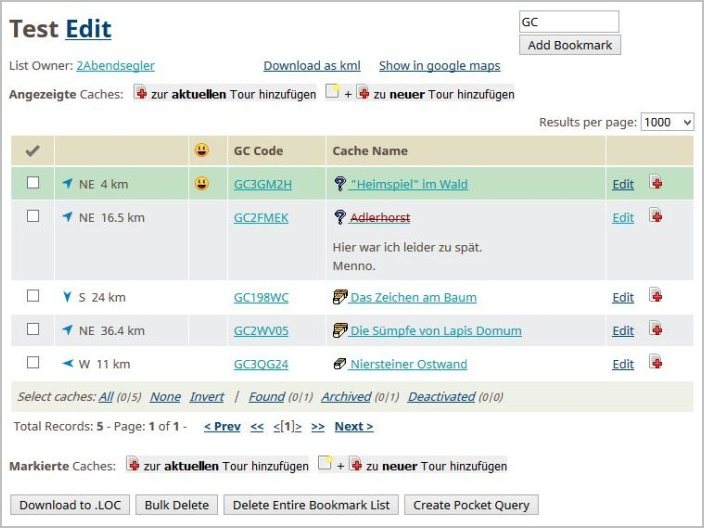 Test Edit
GC
Add Bookmark
List Owner: 2Abendsegler Download as kml Show in google maps
Angezeigte Caches: zur aktuellen Tour hinzufügen + zu neuer Tour hinzufügen
Results per page: 1000
GC Code Cache Name
NE 4 km GC3GM2H "Heimspiel" im Wald Edit
NE 16.5 km GC2FMEK Adlerhorst Edit
Hier war ich leider zu spät.
Menno.
S 24 km GC198WC Das Zeichen am Baum Edit
NE 36.4 km GC2WV05 Die Sümpfe von Lapis Domum Edit
W 11 km GC3QG24 Niersteiner Ostwand Edit
Select caches: All (0|5) None Invert | Found (0|1) Archived (0|1) Deactivated (0|0)
Total Records: 5 - Page: 1 of 1 - < Prev << <[1]> >> Next >
Markierte Caches: zur aktuellen Tour hinzufügen + zu neuer Tour hinzufügen
Download to .LOC Bulk Delete Delete Entire Bookmark List Create Pocket Query